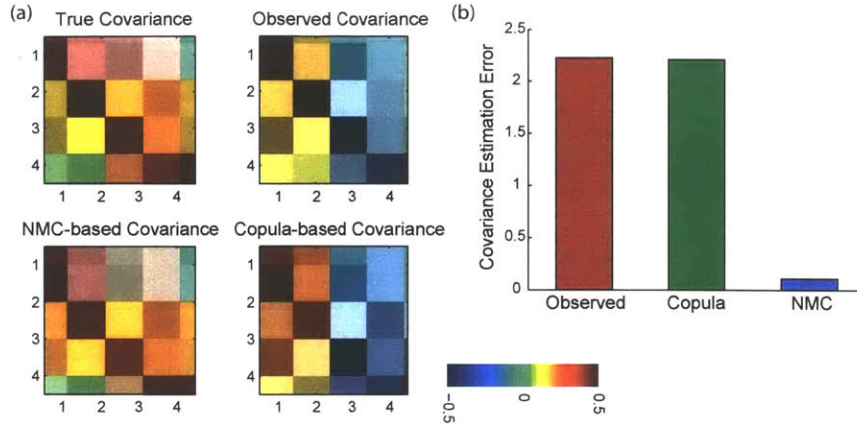 (a)
True Covariance
Observed Covariance
1
2
3
4
1 2 3 4
1
2
3
4
1 2 3 4
NMC-based Covariance
Copula-based Covariance
1
2
3
4
1 2 3 4
1
2
3
4
1 2 3 4
(b)
Covariance Estimation Error
2.5
2
1.5
1
0.5
0
Observed Copula NMC
-0.5 0 0.5